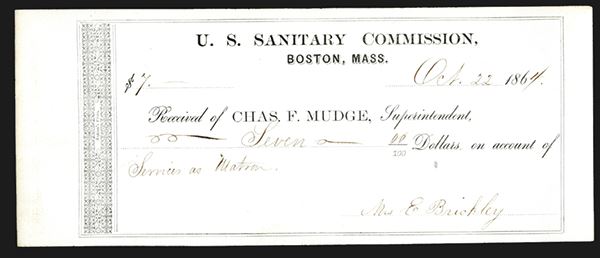 U. S. SANITARY COMMISSION,
BOSTON, MASS.
$7.— Oct. 22 1864.
Received of CHAS. F. MUDGE, Superintendent,
Seven 00/100 Dollars, on account of
Services as Matron.
Mrs E Brickley